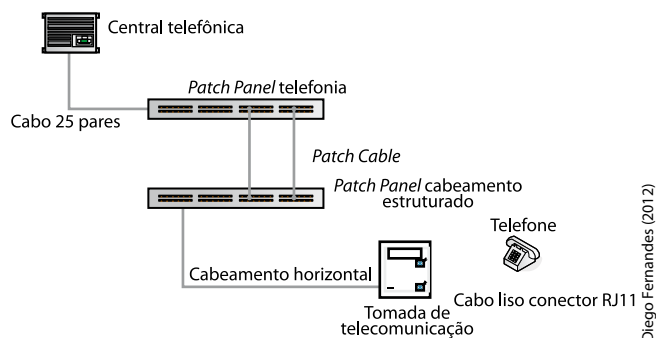 Central telefônica
Patch Panel telefonia
Cabo 25 pares
Patch Cable
Patch Panel cabeamento
estruturado
Telefone
Cabeamento horizontal
Cabo liso conector RJ11
Tomada de
telecomunicação
Diego Fernandes (2012)